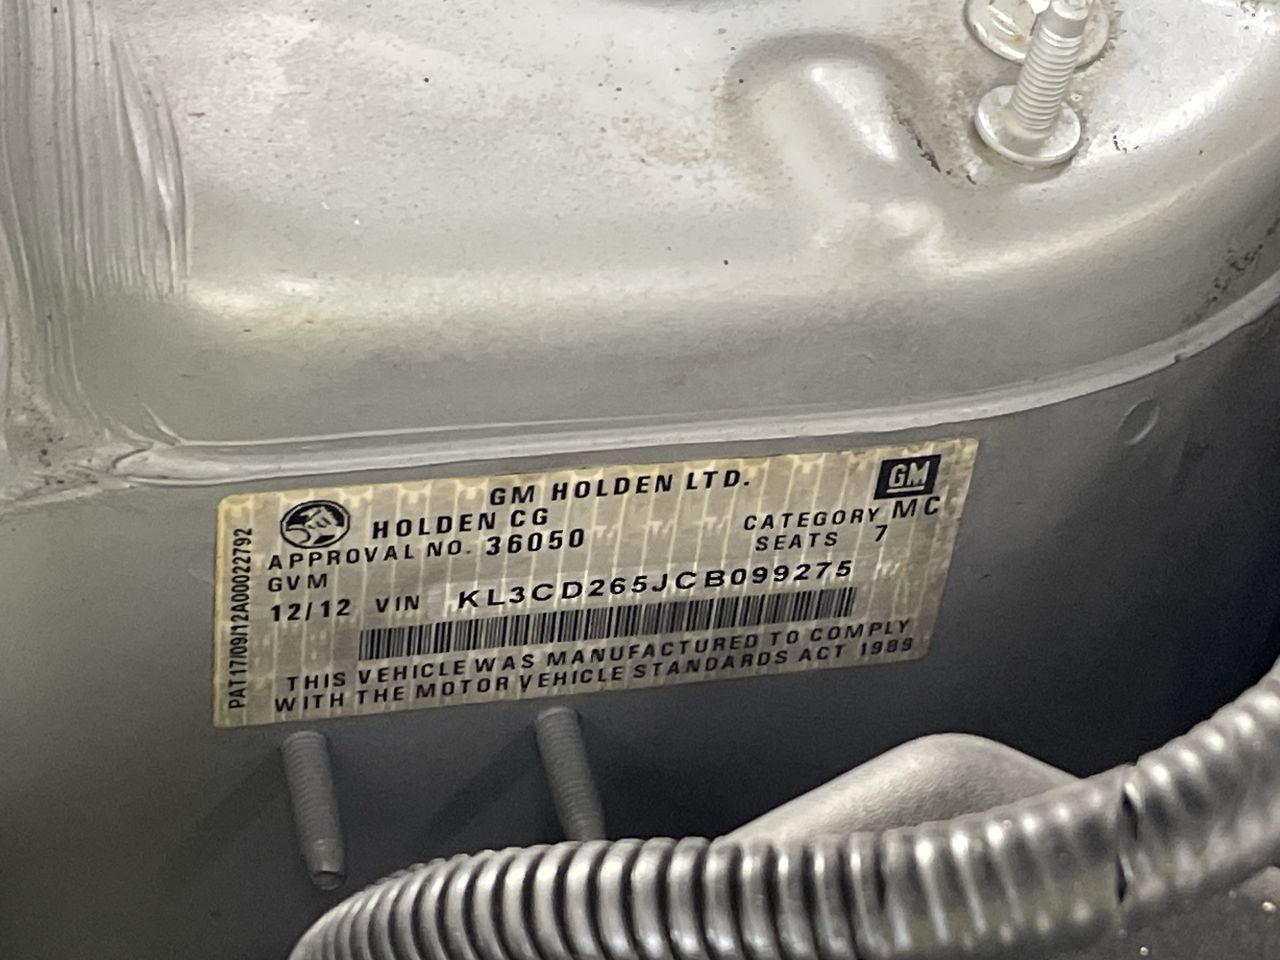 GM HOLDEN LTD.
GM
HOLDEN CG
CATEGORY MC
APPROVAL NO. 36050
SEATS 7
GVM
12/12 VIN KL3CD265JCB099275
THIS VEHICLE WAS MANUFACTURED TO COMPLY
WITH THE MOTOR VEHICLE STANDARDS ACT 1989
PAT17/09/12A00022792